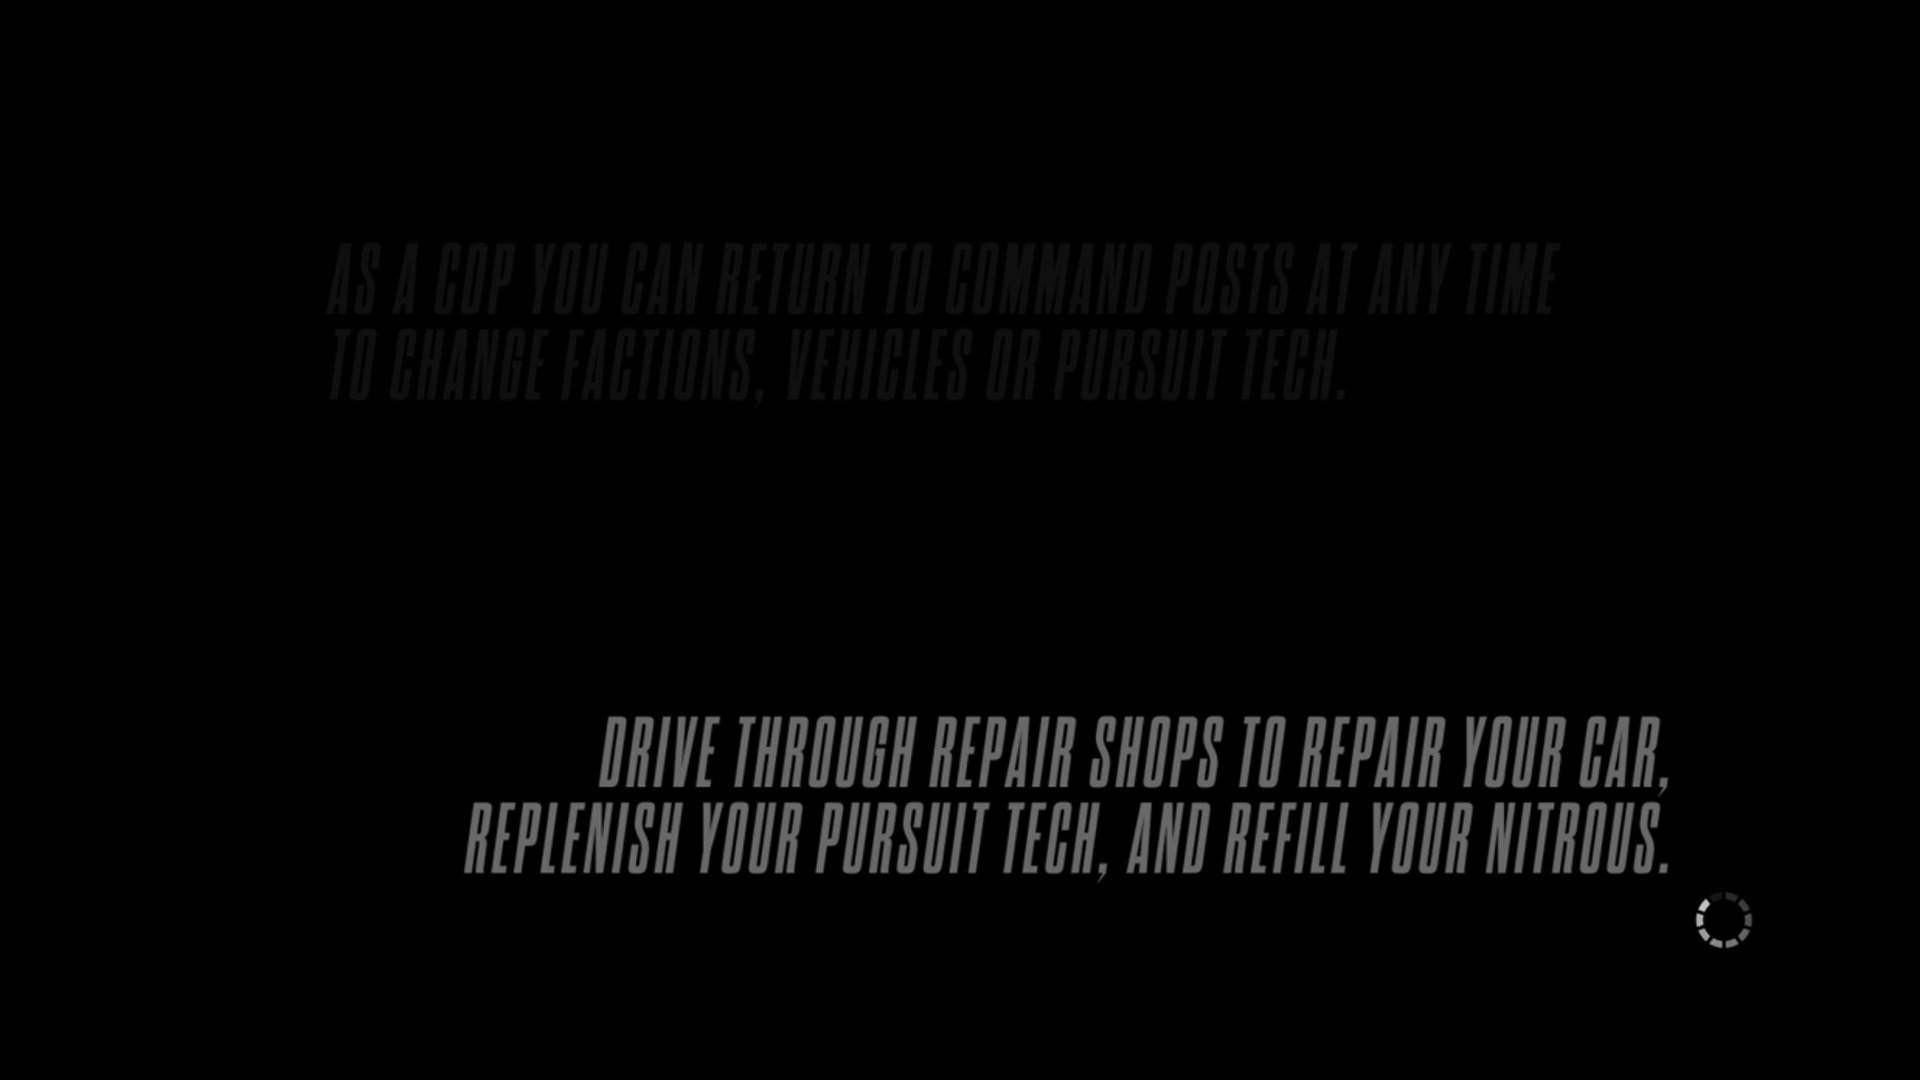 AS A COP YOU CAN RETURN TO COMMAND POSTS AT ANY TIME
TO CHANGE FACTIONS, VEHICLES OR PURSUIT TECH.
DRIVE THROUGH REPAIR SHOPS TO REPAIR YOUR CAR,
REPLENISH YOUR PURSUIT TECH, AND REFILL YOUR NITROUS.